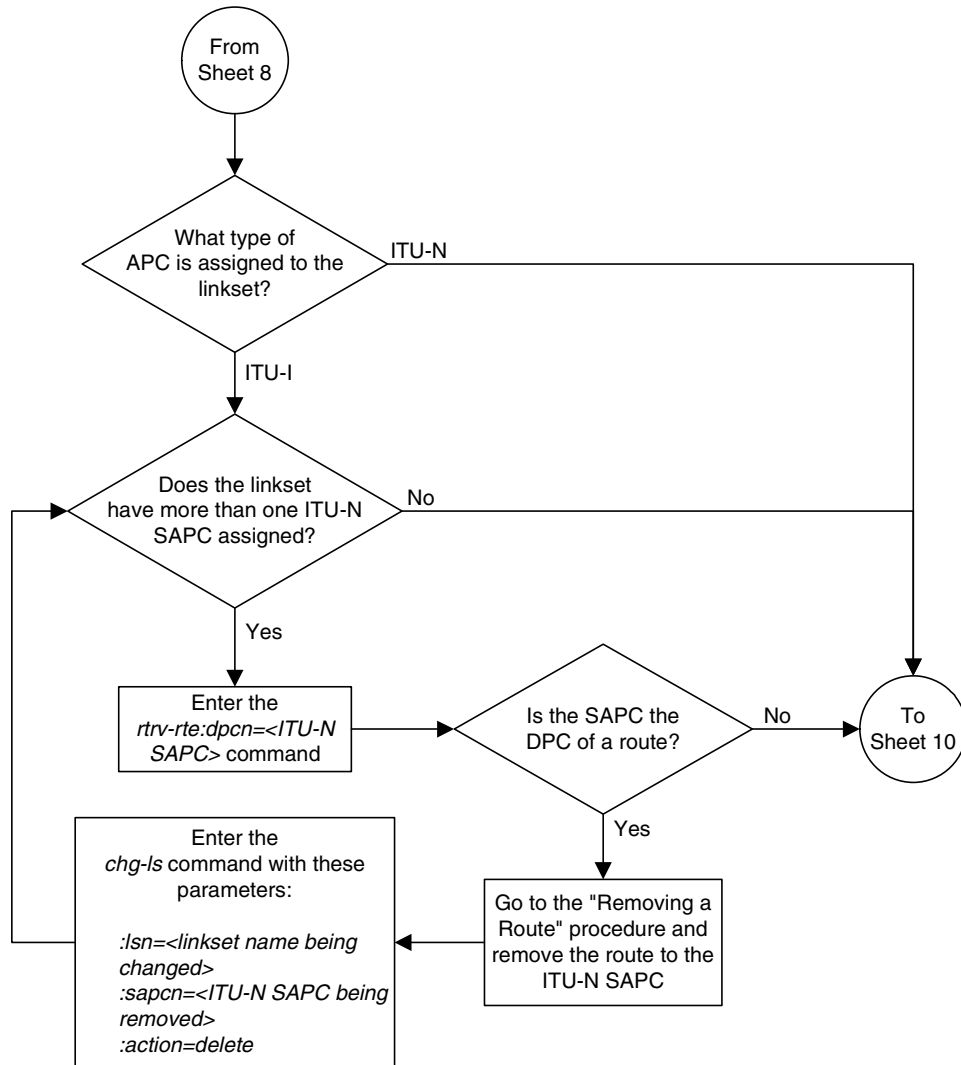 From
Sheet 8
What type of
APC is assigned to the
linkset?
ITU-N
ITU-I
Does the linkset
have more than one ITU-N
SAPC assigned?
No
Yes
Enter the
rtrv-rte:dpcn=<ITU-N
SAPC> command
Is the SAPC the
DPC of a route?
No
To
Sheet 10
Yes
Go to the "Removing a
Route" procedure and
remove the route to the
ITU-N SAPC
Enter the
chg-ls command with these
parameters:
:lsn=<linkset name being
changed>
:sapcn=<ITU-N SAPC being
removed>
:action=delete